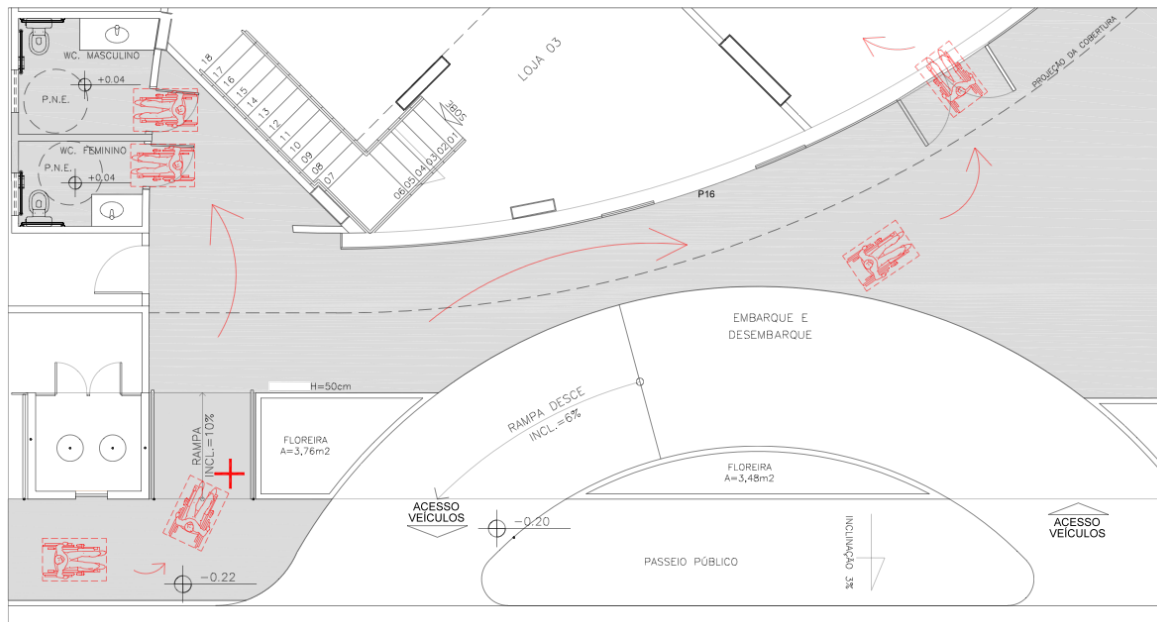 WC. MASCULINO
+0.04
P.N.E.
WC. FEMININO
P.N.E.
+0.04
18
17
16
15
14
13
12
11
10
09
08
07
06
05
04
03
02
01
SOBE
LOJA 03
PROJEÇÃO DA COBERTURA
P16
EMBARQUE E
DESEMBARQUE
H=50cm
RAMPA
INCL.=10%
FLOREIRA
A=3,76m2
RAMPA DESCE
INCL.=6%
FLOREIRA
A=3,48m2
ACESSO
VEÍCULOS
-0.20
ACESSO
VEÍCULOS
INCLINAÇÃO 3%
PASSEIO PÚBLICO
-0.22